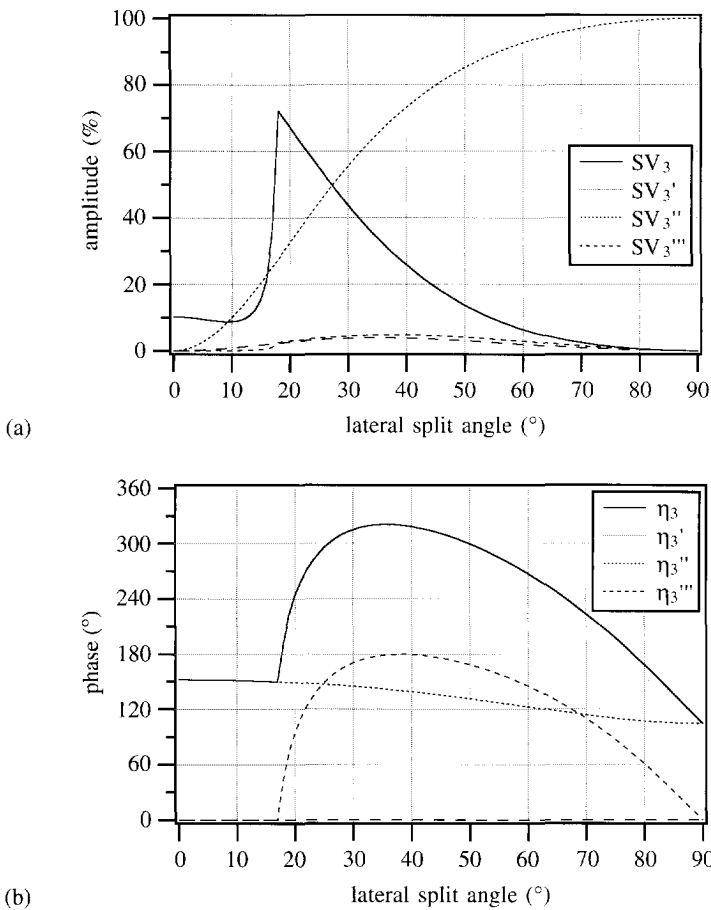 100
80
60
40
20
0
amplitude (%)
SV3
SV3'
SV3''
SV3'''
0 10 20 30 40 50 60 70 80 90
lateral split angle (°)
(a)
360
300
240
180
120
60
0
phase (°)
η3
η3'
η3''
η3'''
0 10 20 30 40 50 60 70 80 90
lateral split angle (°)
(b)